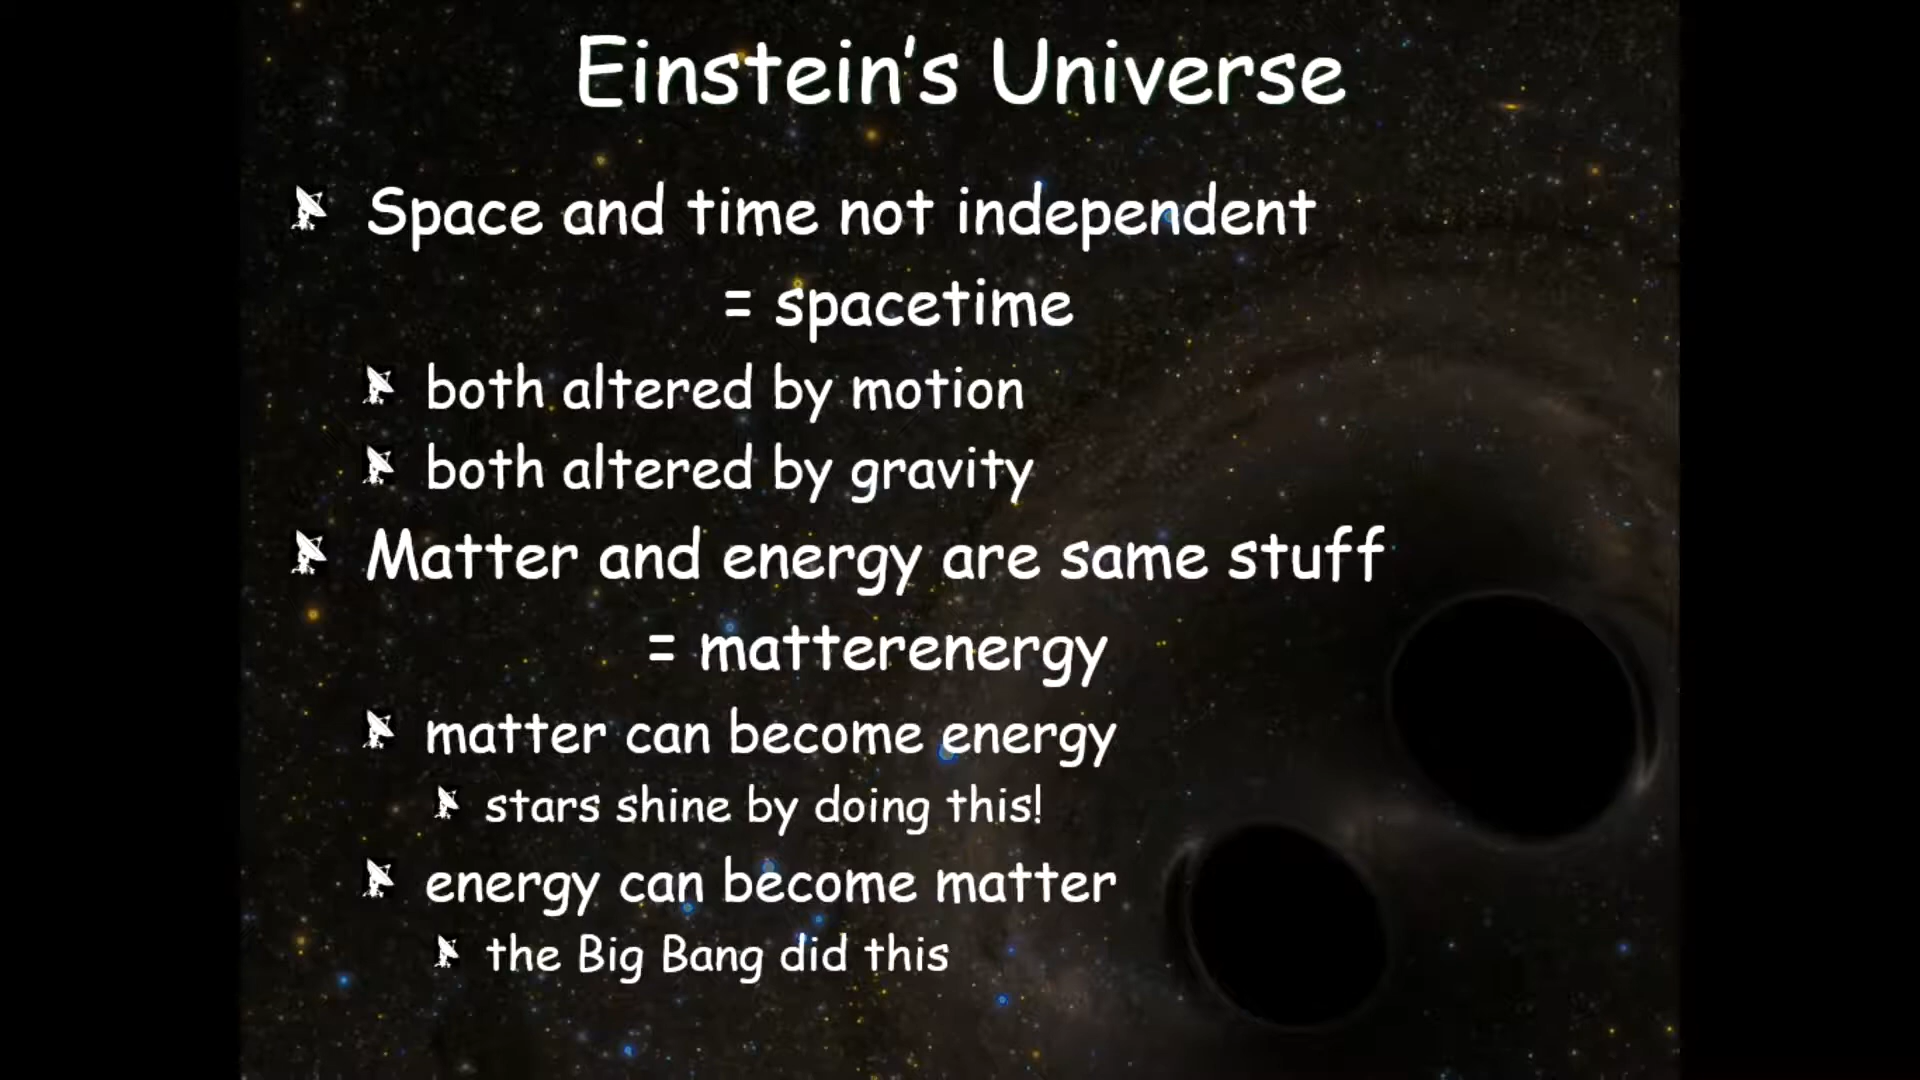 Einstein's Universe
Space and time not independent
= spacetime
both altered by motion
both altered by gravity
Matter and energy are same stuff
= matterenergy
matter can become energy
stars shine by doing this!
energy can become matter
the Big Bang did this